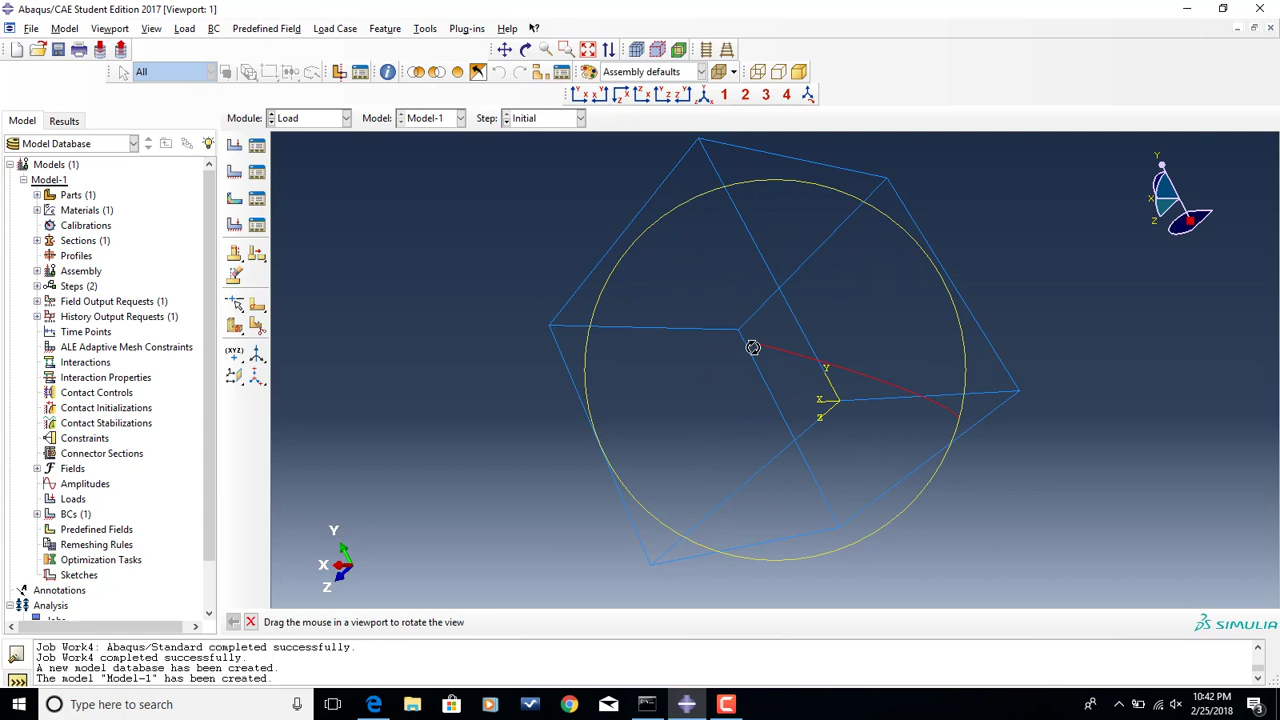 Abaqus/CAE Student Edition 2017 [Viewport: 1]
File Model Viewport View Load BC Predefined Field Load Case Feature Tools Plug-ins Help
All Assembly defaults
1 2 3 4
Model Results Module: Load Model: Model-1 Step: Initial
Model Database
Models (1)
Model-1
Parts (1)
Materials (1)
Calibrations
Sections (1)
Profiles
Assembly
Steps (2)
Field Output Requests (1)
History Output Requests (1)
Time Points
ALE Adaptive Mesh Constraints
Interactions
Interaction Properties
Contact Controls
Contact Initializations
Contact Stabilizations
Constraints
Connector Sections
Fields
Amplitudes
Loads
BCs (1)
Predefined Fields
Remeshing Rules
Optimization Tasks
Sketches
Annotations
Analysis
(XYZ)
Y
X
Z
Y
X
Z
Y
X
Z
Drag the mouse in a viewport to rotate the view
SIMULIA
Job Work4: Abaqus/Standard completed successfully.
Job Work4 completed successfully.
A new model database has been created.
The model "Model-1" has been created.
>>>
Type here to search
10:42 PM
2/25/2018